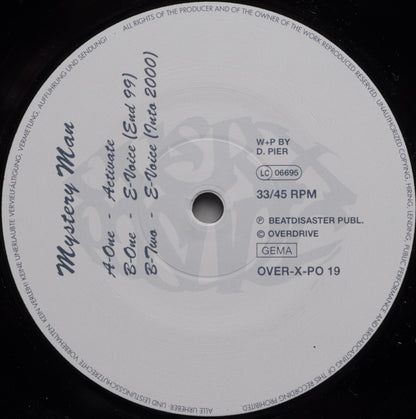 ALL RIGHTS OF THE PRODUCER AND OF THE OWNER OF THE WORK REPRODUCED RESERVED. UNAUTHORIZED COPYING, HIRING, LENDING, PUBLIC PERFORMANCE AND BROADCASTING OF THIS RECORDING PROHIBITED.
ALLE URHEBER- UND LEISTUNGSSCHUTZRECHTE VORBEHALTEN. KEIN VERLEIH! KEINE UNERLAUBTE VERVIELFÄLTIGUNG, VERMIETUNG, AUFFÜHRUNG UND SENDUNG!
Mystery Man
A-One - Activate
B-One - E-Voice (End 99)
B-Two - E-Voice (Into 2000)
W+P BY
D. PIER
LC 06695
33/45 RPM
℗ BEATDISASTER PUBL.
© OVERDRIVE
GEMA
OVER-X-PO 19